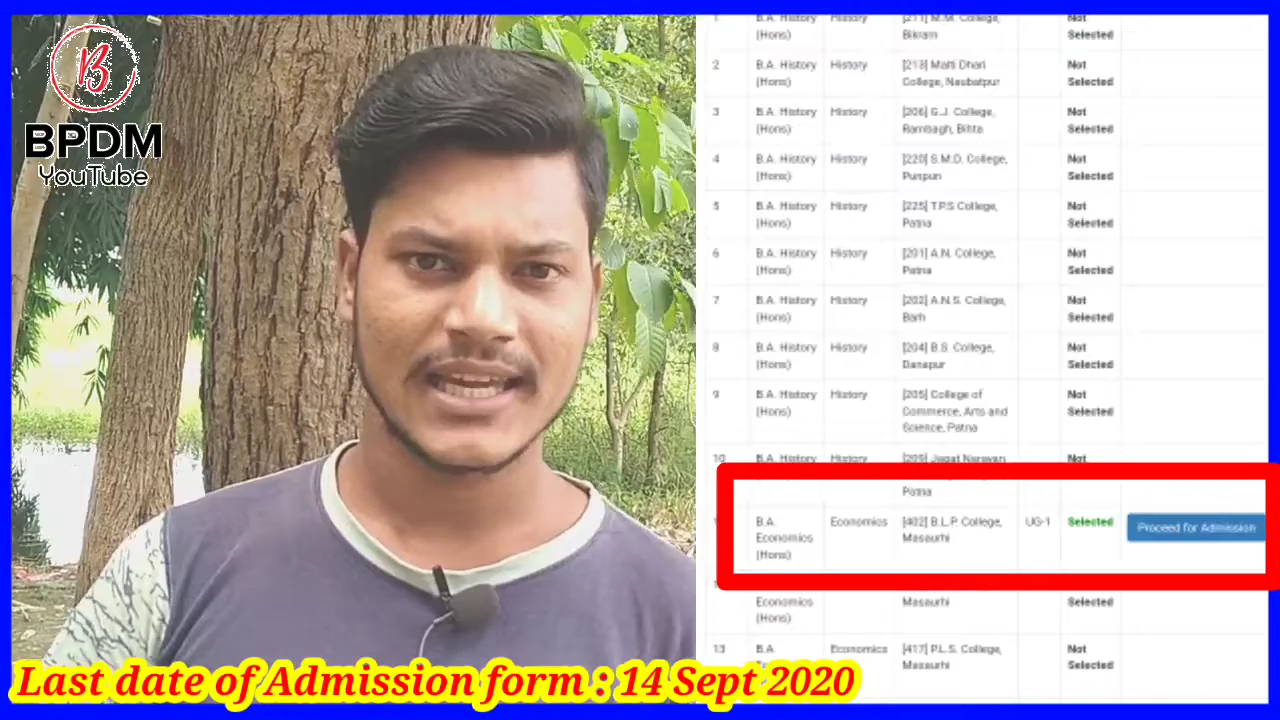 B
BPDM
YouTube
1 B.A. History History [211] M.M. College, Not
(Hons) Bikram Selected
2 B.A. History History [213] Malti Dhari Not
(Hons) College, Naubatpur Selected
3 B.A. History History [206] G.J. College, Not
(Hons) Rambagh, Bihta Selected
4 B.A. History History [220] S.M.D. College, Not
(Hons) Punpun Selected
5 B.A. History History [225] T.P.S College, Not
(Hons) Patna Selected
6 B.A. History History [201] A.N. College, Not
(Hons) Patna Selected
7 B.A. History History [202] A.N.S. College, Not
(Hons) Barh Selected
8 B.A. History History [204] B.S. College, Not
(Hons) Danapur Selected
9 B.A. History History [205] College of Not
(Hons) Commerce, Arts and Selected
Science, Patna
10 B.A. History History [209] Jagat Narayan Not
Patna
B.A. Economics [402] B.L.P. College, UG-1 Selected Proceed for Admission
Economics Masaurhi
(Hons)
Economics Masaurhi Selected
(Hons)
13 B.A. Economics [417] P.L.S. College, Not
Masaurhi Selected
Last date of Admission form : 14 Sept 2020